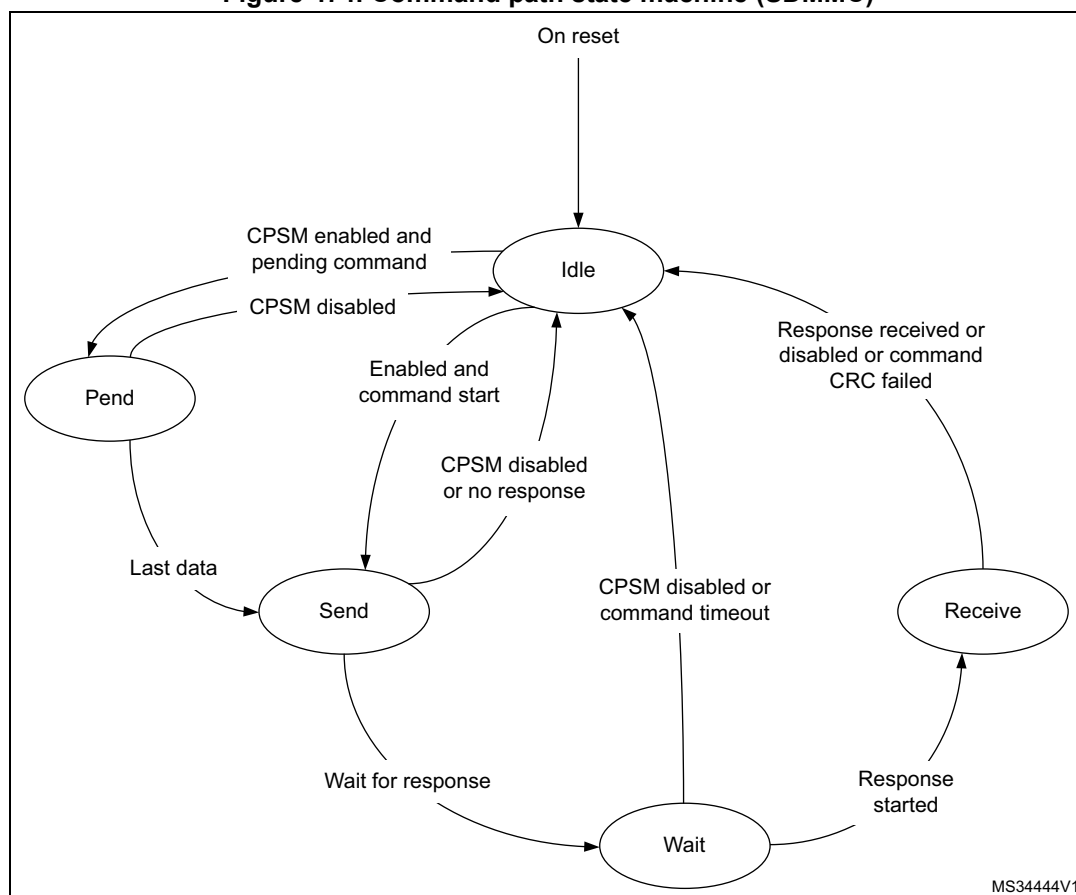 Figure Command path state machine (SDMMC)
On reset
CPSM enabled and
pending command
Idle
CPSM disabled
Response received or
disabled or command
CRC failed
Enabled and
command start
Pend
CPSM disabled
or no response
Last data
CPSM disabled or
command timeout
Send
Receive
Wait for response
Response
started
Wait
MS34444V1